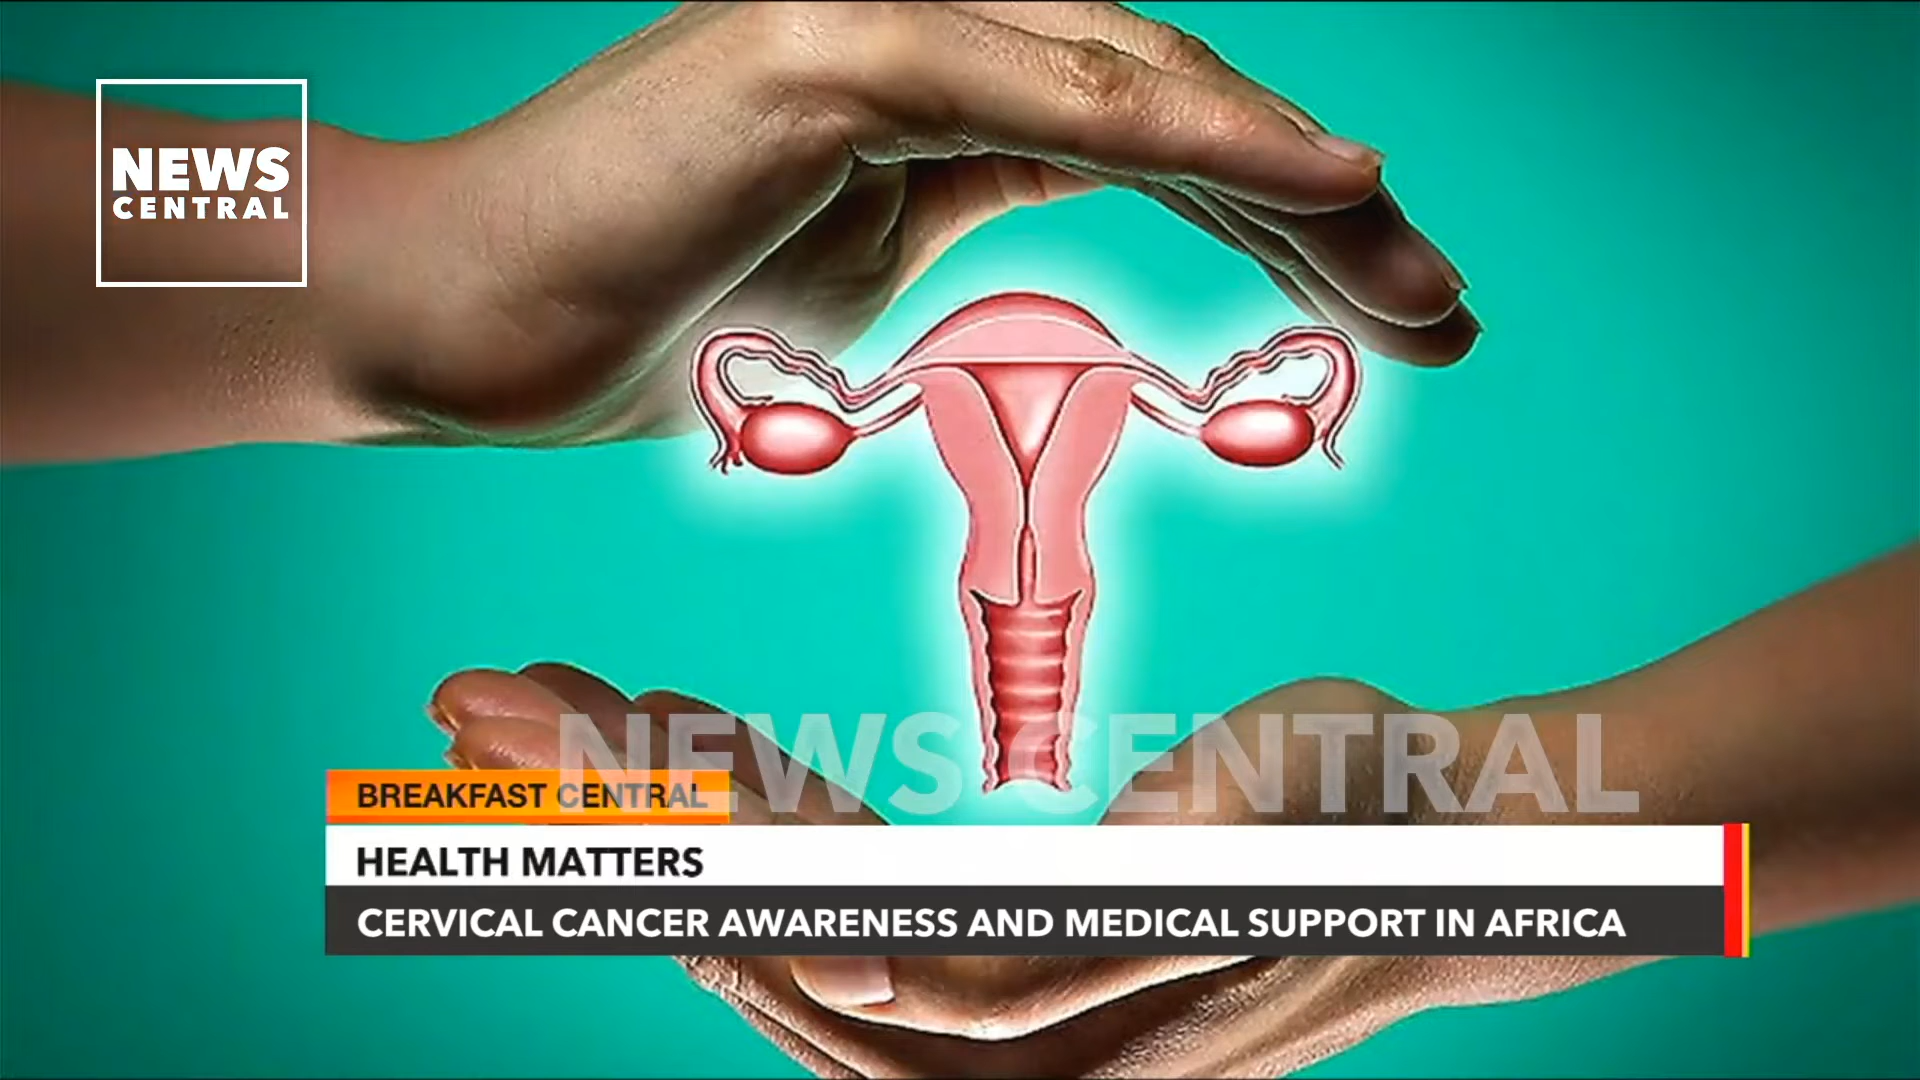 NEWS
CENTRAL
NEWS CENTRAL
BREAKFAST CENTRAL
HEALTH MATTERS
CERVICAL CANCER AWARENESS AND MEDICAL SUPPORT IN AFRICA